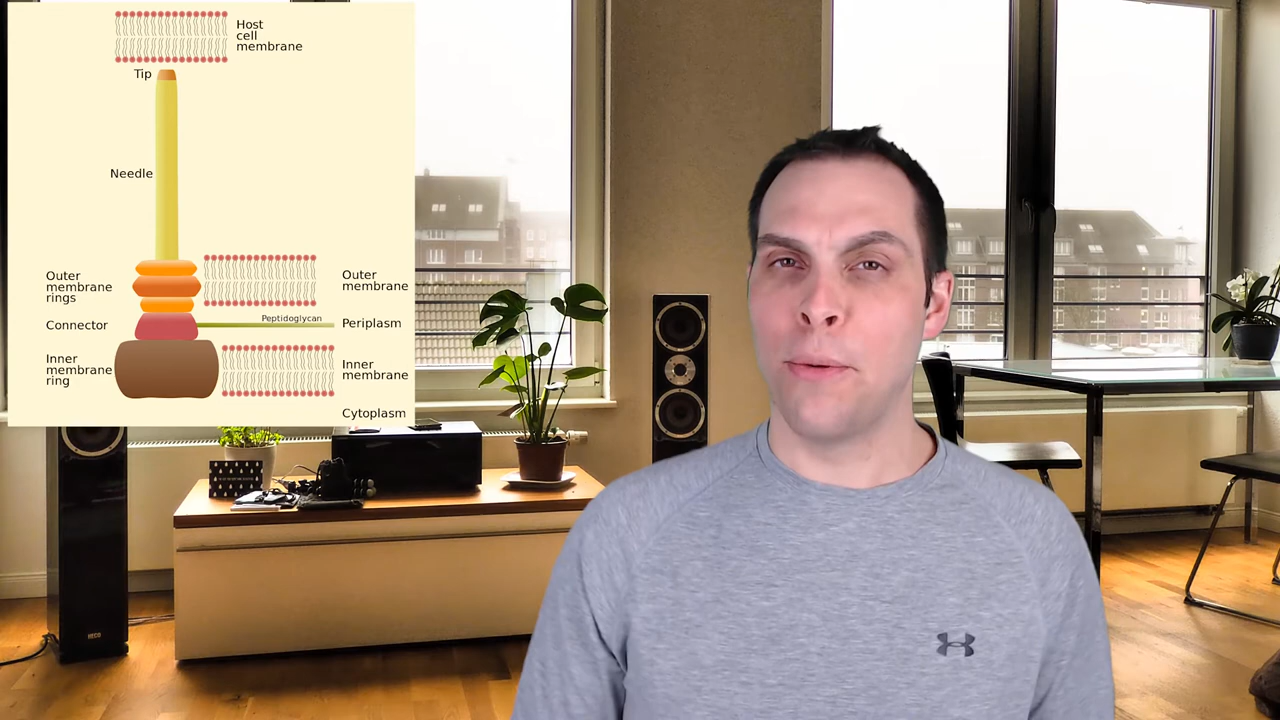 Host
cell
membrane
Tip
Needle
Outer
membrane
rings
Outer
membrane
Connector
Peptidoglycan
Periplasm
Inner
membrane
ring
Inner
membrane
Cytoplasm